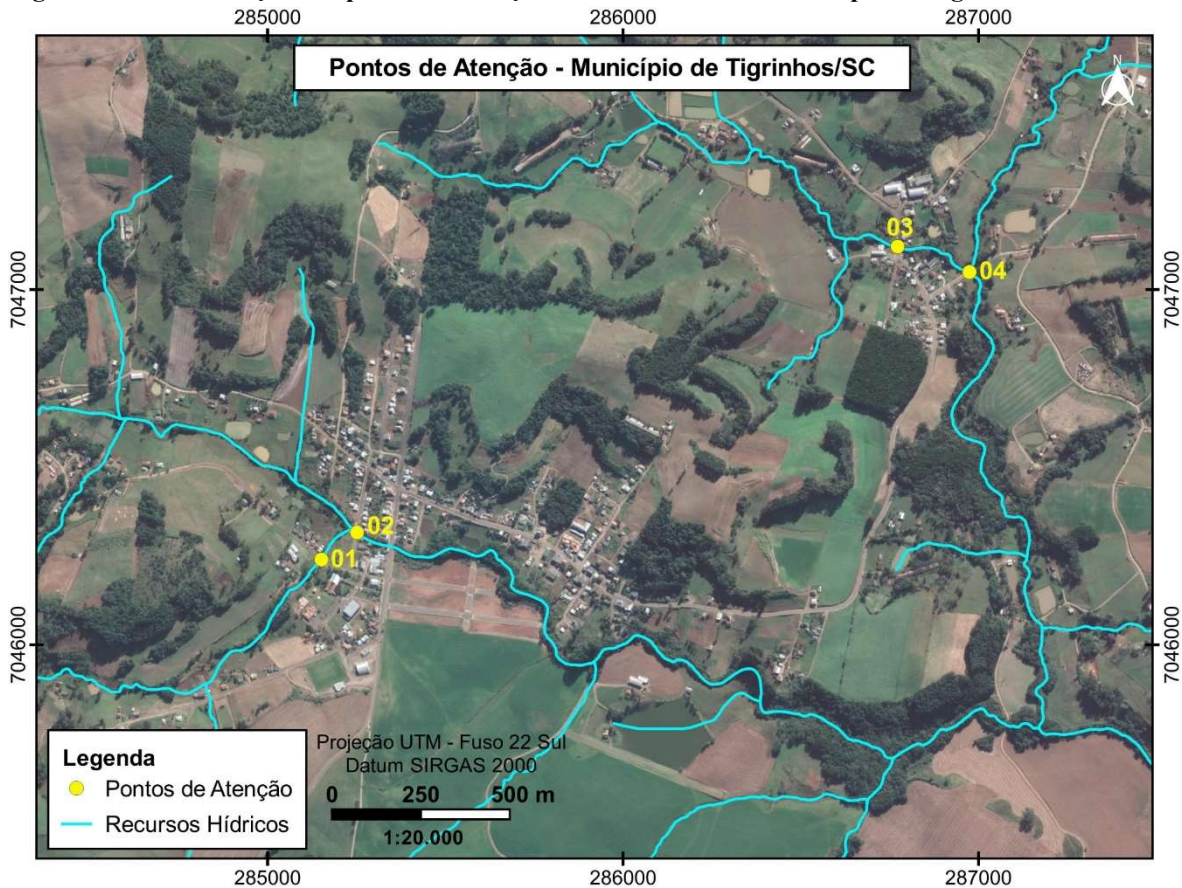 285000 286000 287000
Pontos de Atenção - Município de Tigrinhos/SC
N
03
04
7047000 7047000
02
01
7046000 7046000
Legenda
Pontos de Atenção
Recursos Hídricos
Projeção UTM - Fuso 22 Sul
Datum SIRGAS 2000
0 250 500 m
1:20.000
285000 286000 287000